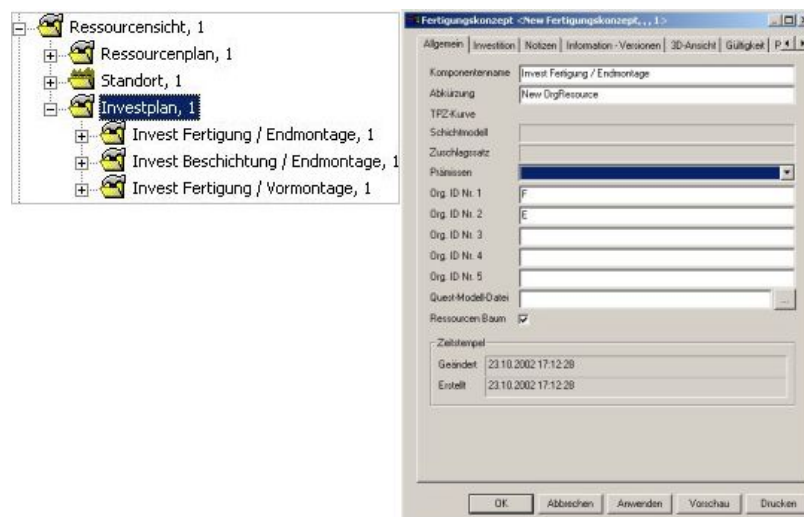 Ressourcensicht, 1
Ressourcenplan, 1
Standort, 1
Investplan, 1
Invest Fertigung / Endmontage, 1
Invest Beschichtung / Endmontage, 1
Invest Fertigung / Vormontage, 1
Fertigungskonzept <New Fertigungskonzept, , , 1>
Allgemein Investition Notizen Information - Versionen 3D-Ansicht Gültigkeit P
Komponentenname Invest Fertigung / Endmontage
Abkürzung New OrgResource
TPZ-Kurve
Schichtmodell
Zuschlagssatz
Prämissen
Org. ID Nr. 1 F
Org. ID Nr. 2 E
Org. ID Nr. 3
Org. ID Nr. 4
Org. ID Nr. 5
Quest-Modell-Datei ...
Ressourcen Baum
Zeitstempel
Geändert 23.10.2002 17:12:28
Erstellt 23.10.2002 17:12:28
OK Abbrechen Anwenden Vorschau Drucken